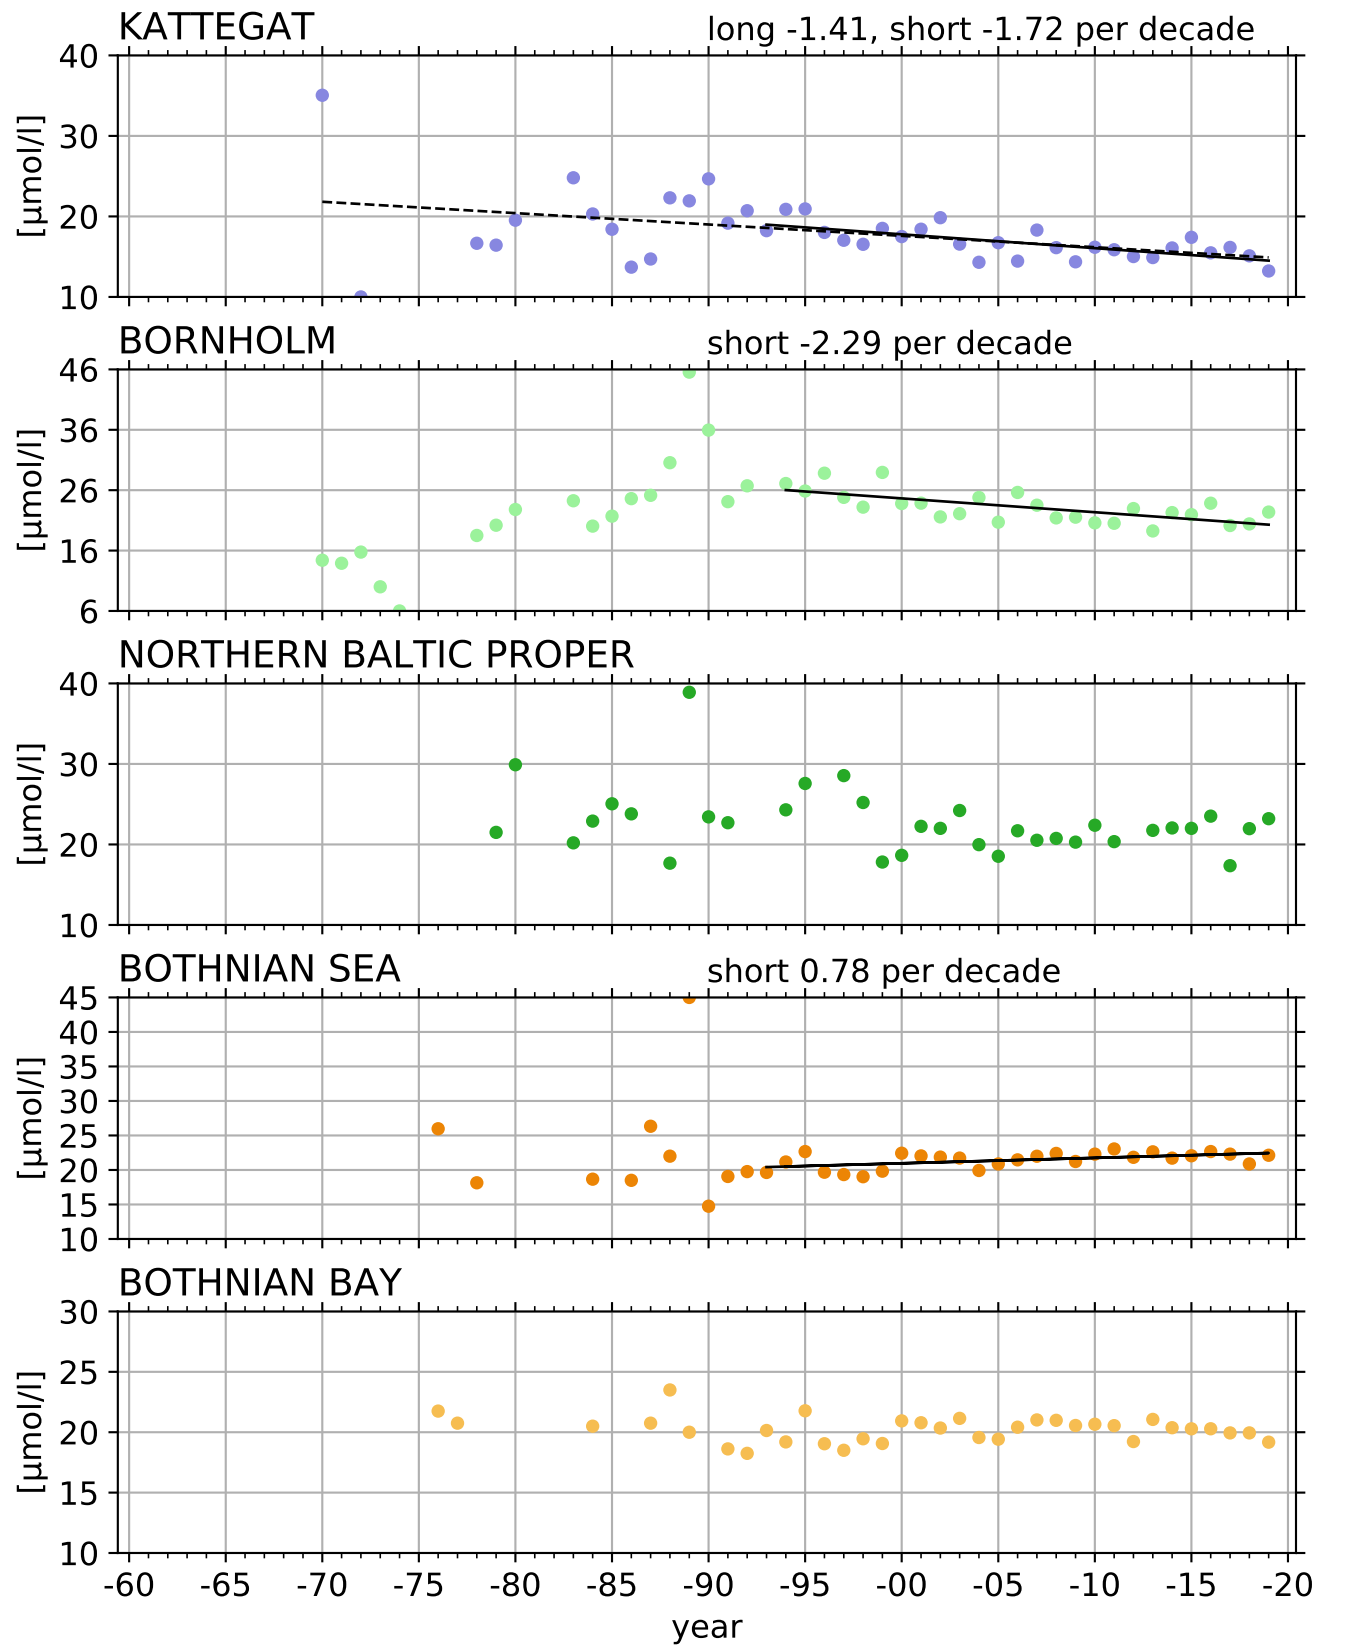 KATTEGAT
long -1.41, short -1.72 per decade
40
30
20
10
[µmol/l]
BORNHOLM
short -2.29 per decade
46
36
26
16
6
[µmol/l]
NORTHERN BALTIC PROPER
40
30
20
10
[µmol/l]
BOTHNIAN SEA
short 0.78 per decade
45
40
35
30
25
20
15
10
[µmol/l]
BOTHNIAN BAY
30
25
20
15
10
[µmol/l]
-60 -65 -70 -75 -80 -85 -90 -95 -00 -05 -10 -15 -20
year